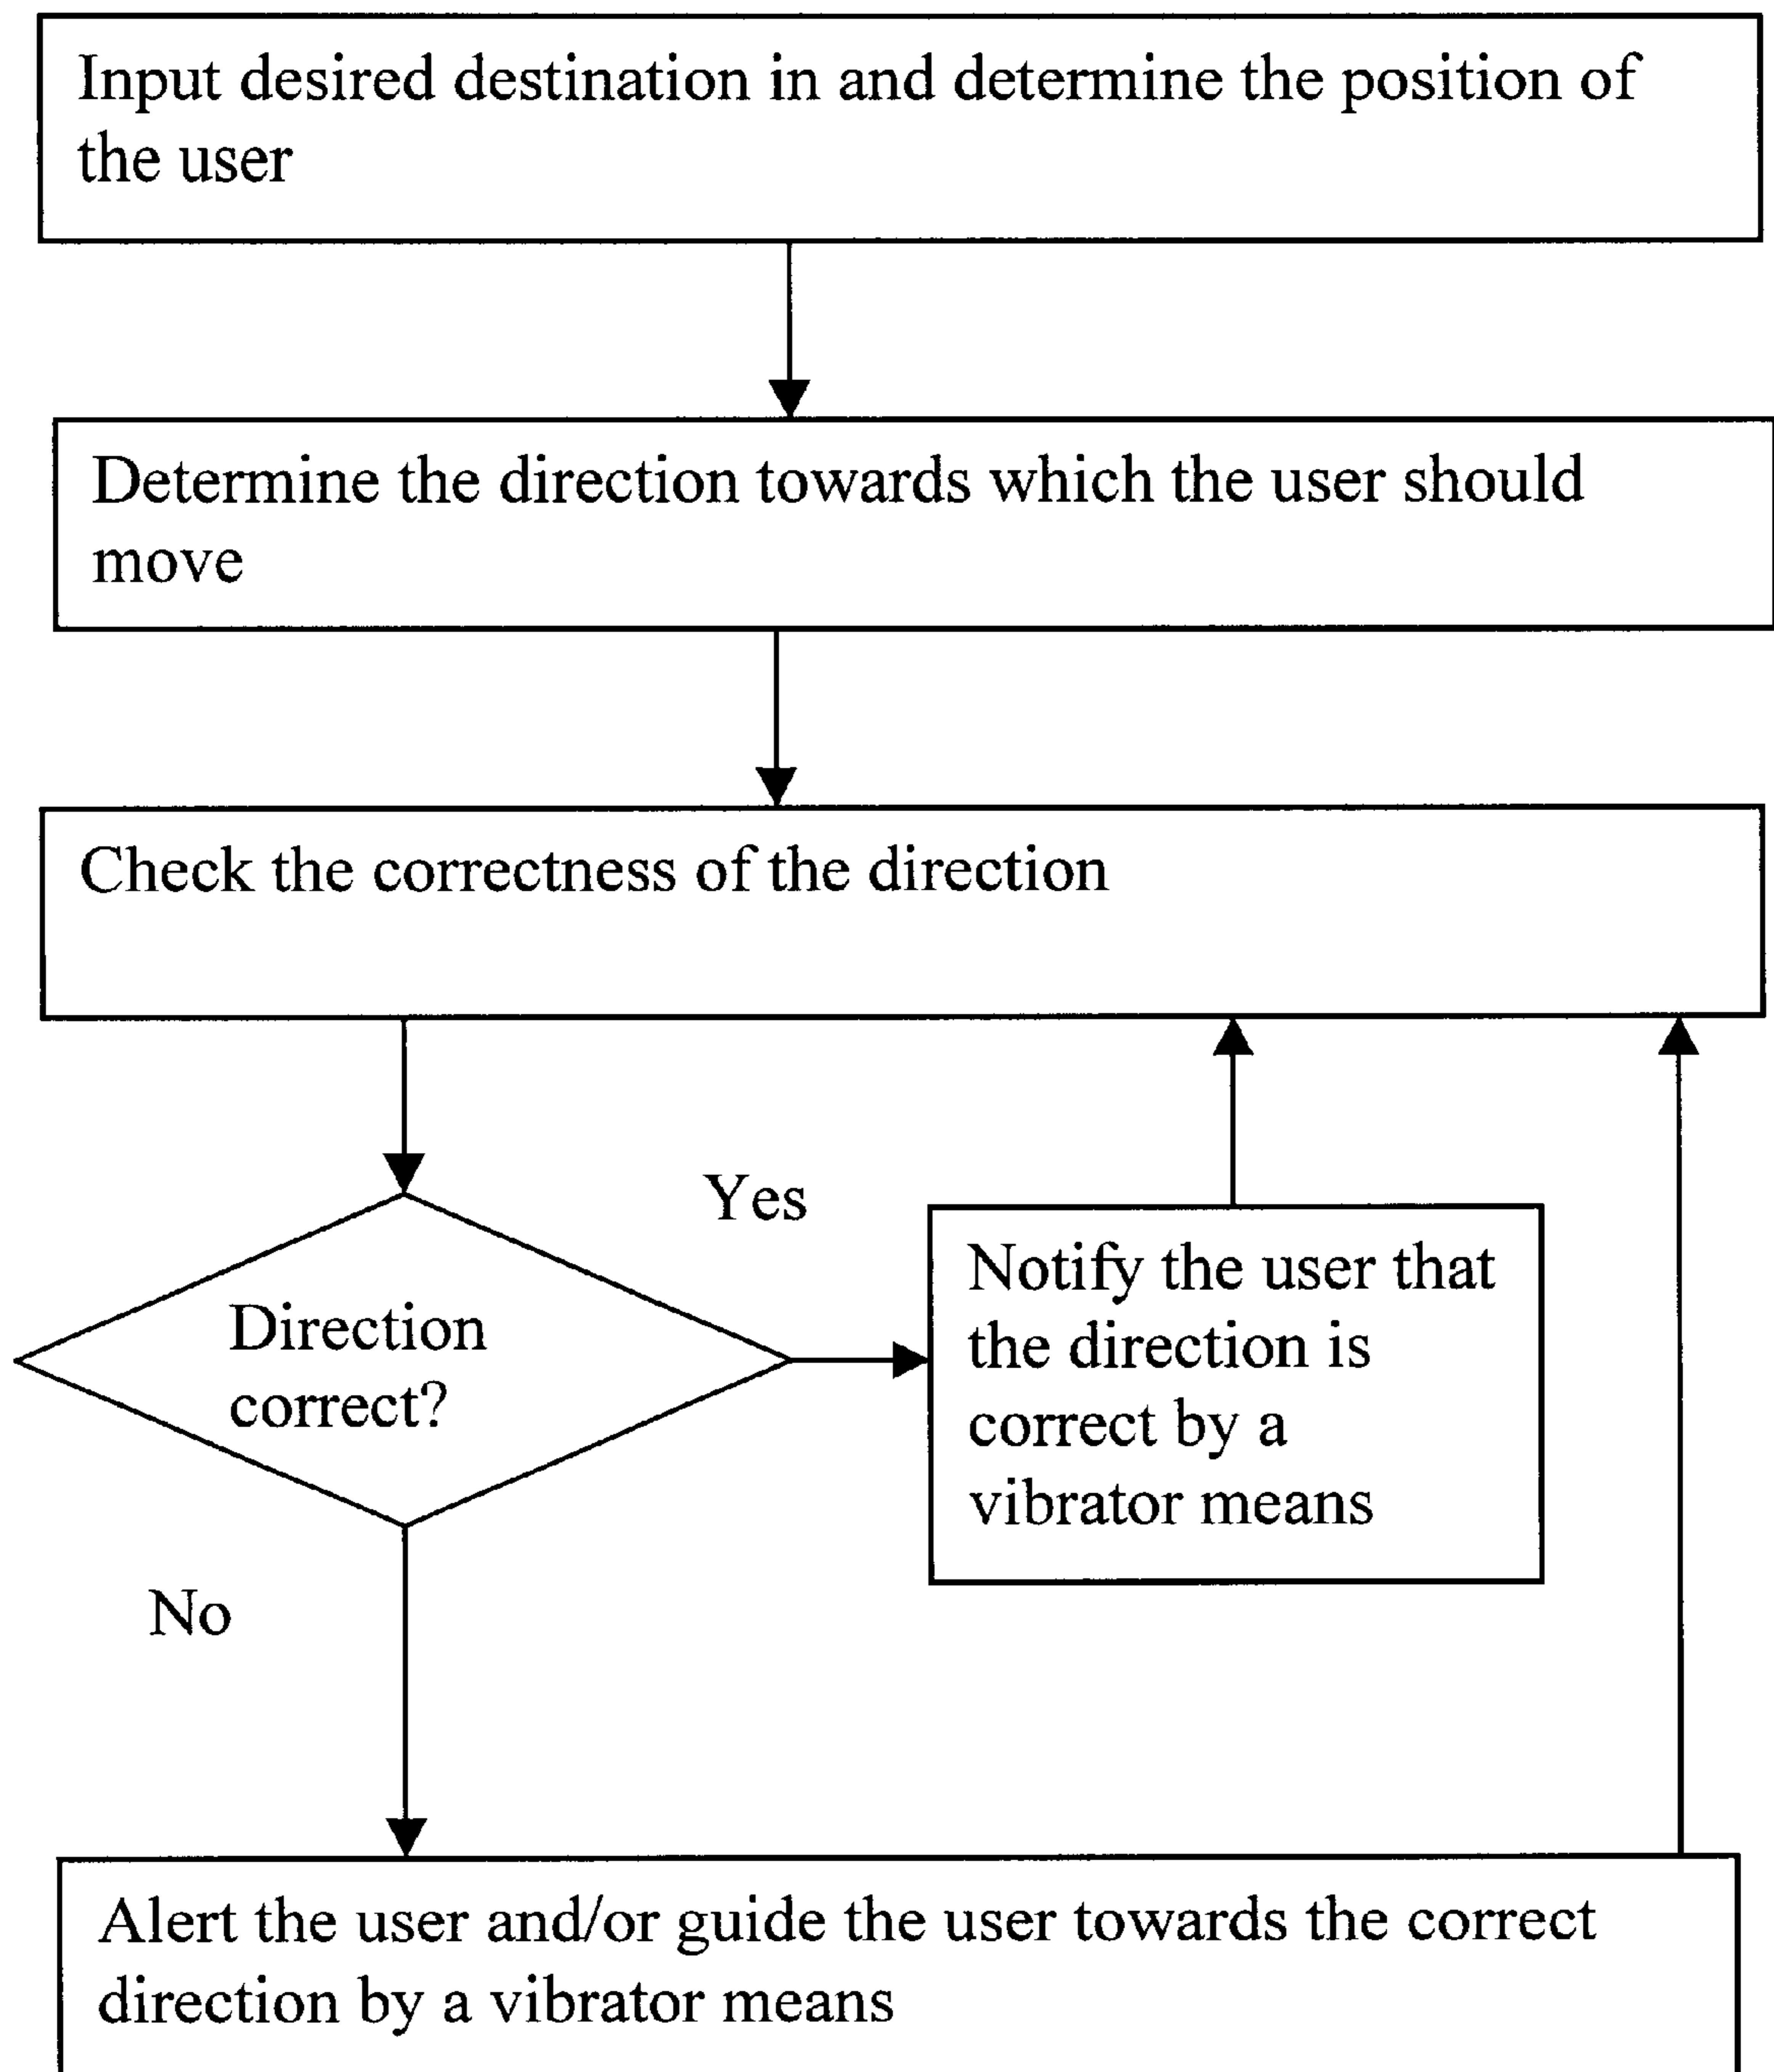 Input desired destination in and determine the position of
the user
Determine the direction towards which the user should
move
Check the correctness of the direction
Yes
Direction
correct?
Notify the user that
the direction is
correct by a
vibrator means
No
Alert the user and/or guide the user towards the correct
direction by a vibrator means